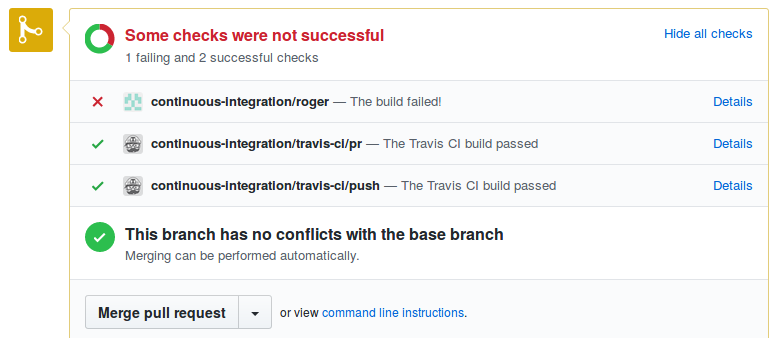 Some checks were not successful
Hide all checks
1 failing and 2 successful checks
continuous-integration/roger — The build failed!
Details
continuous-integration/travis-ci/pr — The Travis CI build passed
Details
continuous-integration/travis-ci/push — The Travis CI build passed
Details
This branch has no conflicts with the base branch
Merging can be performed automatically.
Merge pull request
or view command line instructions.